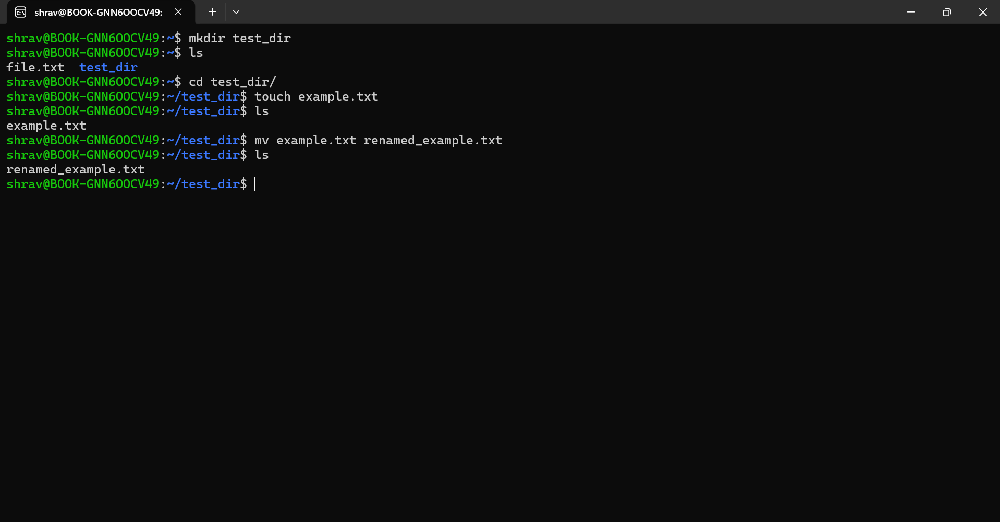 shrav@BOOK-GNN6OOCV49:
shrav@BOOK-GNN6OOCV49:~$ mkdir test_dir
shrav@BOOK-GNN6OOCV49:~$ ls
file.txt  test_dir
shrav@BOOK-GNN6OOCV49:~$ cd test_dir/
shrav@BOOK-GNN6OOCV49:~/test_dir$ touch example.txt
shrav@BOOK-GNN6OOCV49:~/test_dir$ ls
example.txt
shrav@BOOK-GNN6OOCV49:~/test_dir$ mv example.txt renamed_example.txt
shrav@BOOK-GNN6OOCV49:~/test_dir$ ls
renamed_example.txt
shrav@BOOK-GNN6OOCV49:~/test_dir$